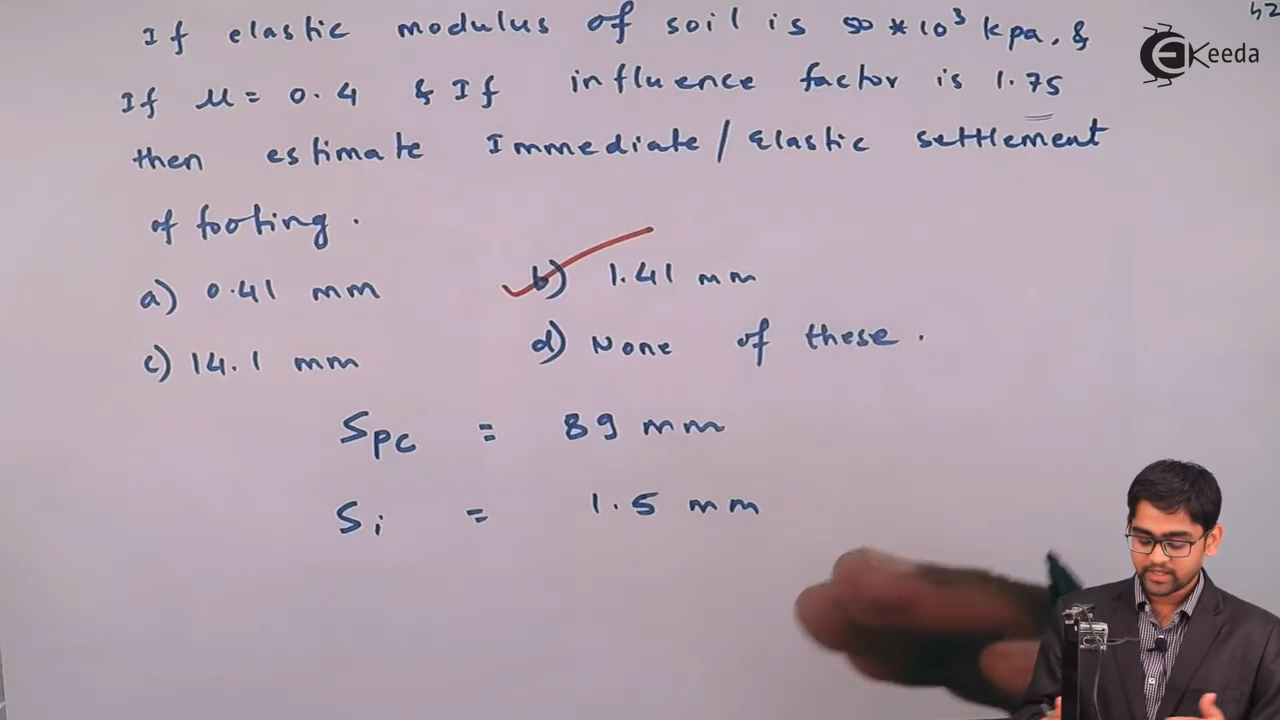 If elastic modulus of soil is 50 * 10³ kpa, &
If μ = 0.4 & If influence factor is 1.75
then estimate Immediate / Elastic settlement
of footing.
a) 0.41 mm
b) 1.41 mm
c) 14.1 mm
d) None of these.
Spc = 89 mm
Si = 1.5 mm
Ekeeda